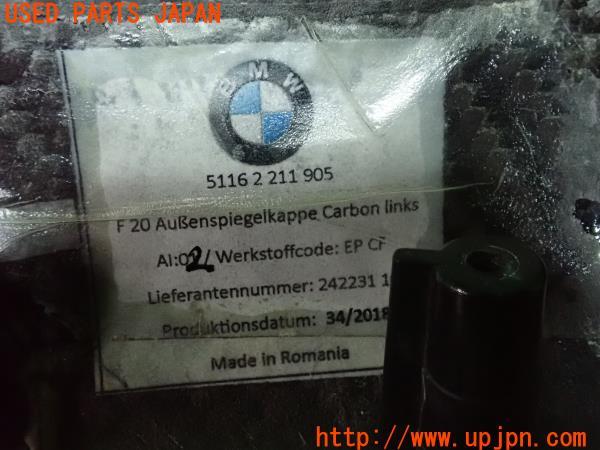 USED PARTS JAPAN
BMW
5116 2 211 905
F 20 Außenspiegelkappe Carbon links
AI:02/ Werkstoffcode: EP CF
Lieferantennummer: 242231 1
Produktionsdatum: 34/2018
Made in Romania
http://www.upjpn.com